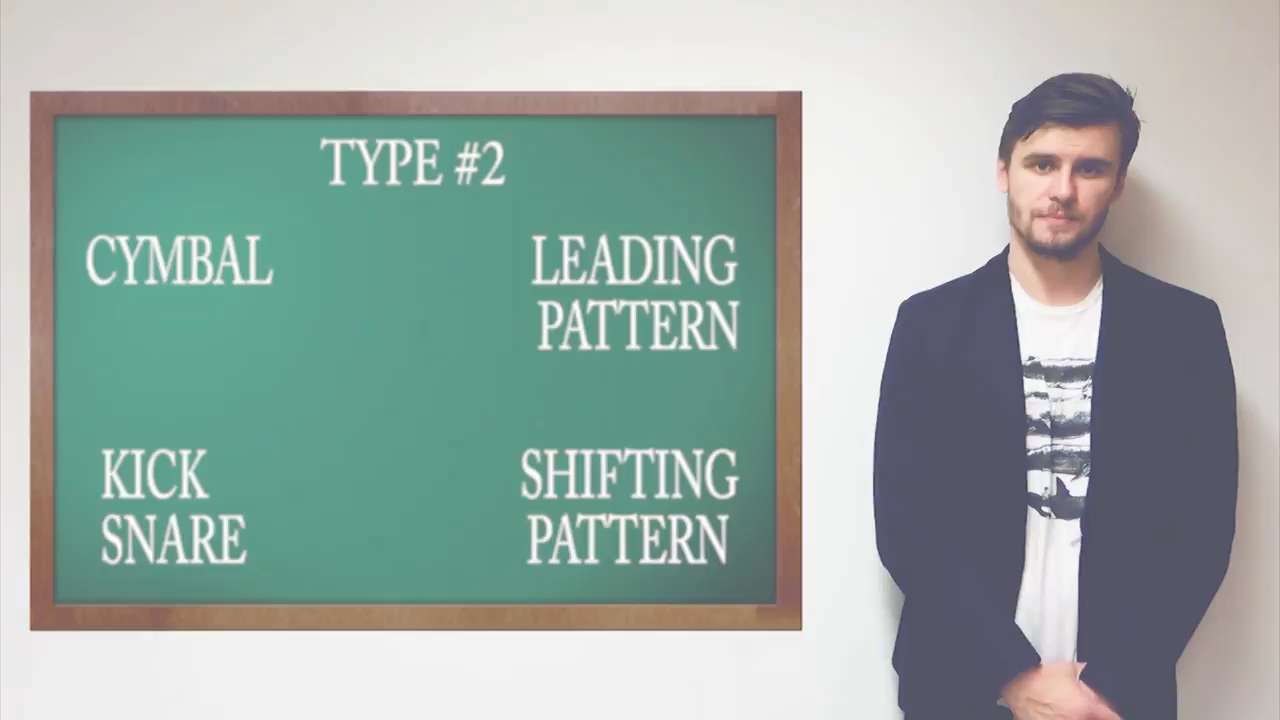 TYPE #2
CYMBAL
LEADING
PATTERN
KICK
SNARE
SHIFTING
PATTERN